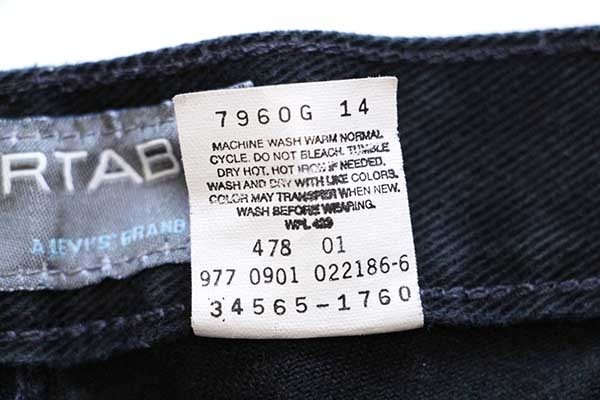 RTAB
A LEVI'S BRAND
7960G 14
MACHINE WASH WARM NORMAL
CYCLE. DO NOT BLEACH. TUMBLE
DRY HOT. HOT IRON IF NEEDED.
WASH AND DRY WITH LIKE COLORS.
COLOR MAY TRANSFER WHEN NEW.
WASH BEFORE WEARING.
WPL 423
478 01
977 0901 022186-6
34565-1760